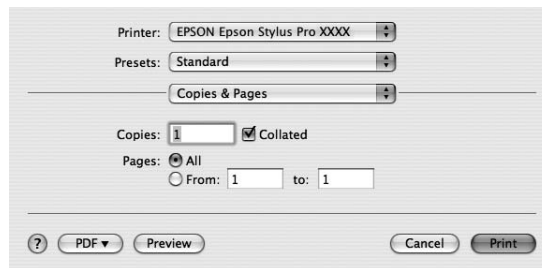 Printer: EPSON Epson Stylus Pro XXXX
Presets: Standard
Copies & Pages
Copies: 1 Collated
Pages: All
From: 1 to: 1
? PDF▼ Preview Cancel Print